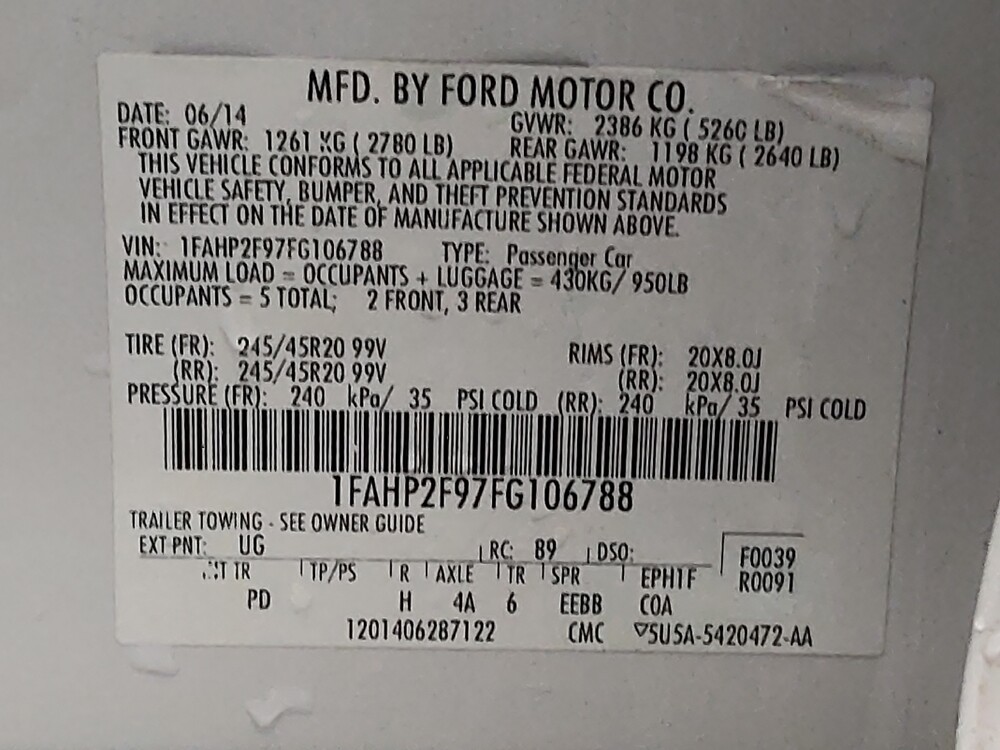 MFD. BY FORD MOTOR CO.
DATE: 06/14 GVWR: 2386 KG ( 5260 LB)
FRONT GAWR: 1261 KG ( 2780 LB) REAR GAWR: 1198 KG ( 2640 LB)
THIS VEHICLE CONFORMS TO ALL APPLICABLE FEDERAL MOTOR
VEHICLE SAFETY, BUMPER, AND THEFT PREVENTION STANDARDS
IN EFFECT ON THE DATE OF MANUFACTURE SHOWN ABOVE.
VIN: 1FAHP2F97FG106788 TYPE: Passenger Car
MAXIMUM LOAD = OCCUPANTS + LUGGAGE = 430KG/ 950LB
OCCUPANTS = 5 TOTAL; 2 FRONT, 3 REAR
TIRE (FR): 245/45R20 99V RIMS (FR): 20X8.0J
(RR): 245/45R20 99V (RR): 20X8.0J
PRESSURE (FR): 240 kPa/ 35 PSI COLD (RR): 240 kPa/ 35 PSI COLD
1FAHP2F97FG106788
TRAILER TOWING - SEE OWNER GUIDE
EXT PNT: UG RC: 89 DSO: F0039
TR TP/PS R AXLE TR SPR EPH1F R0091
PD H 4A 6 EEBB COA
1201406287122 CMC ▽5U5A-5420472-AA